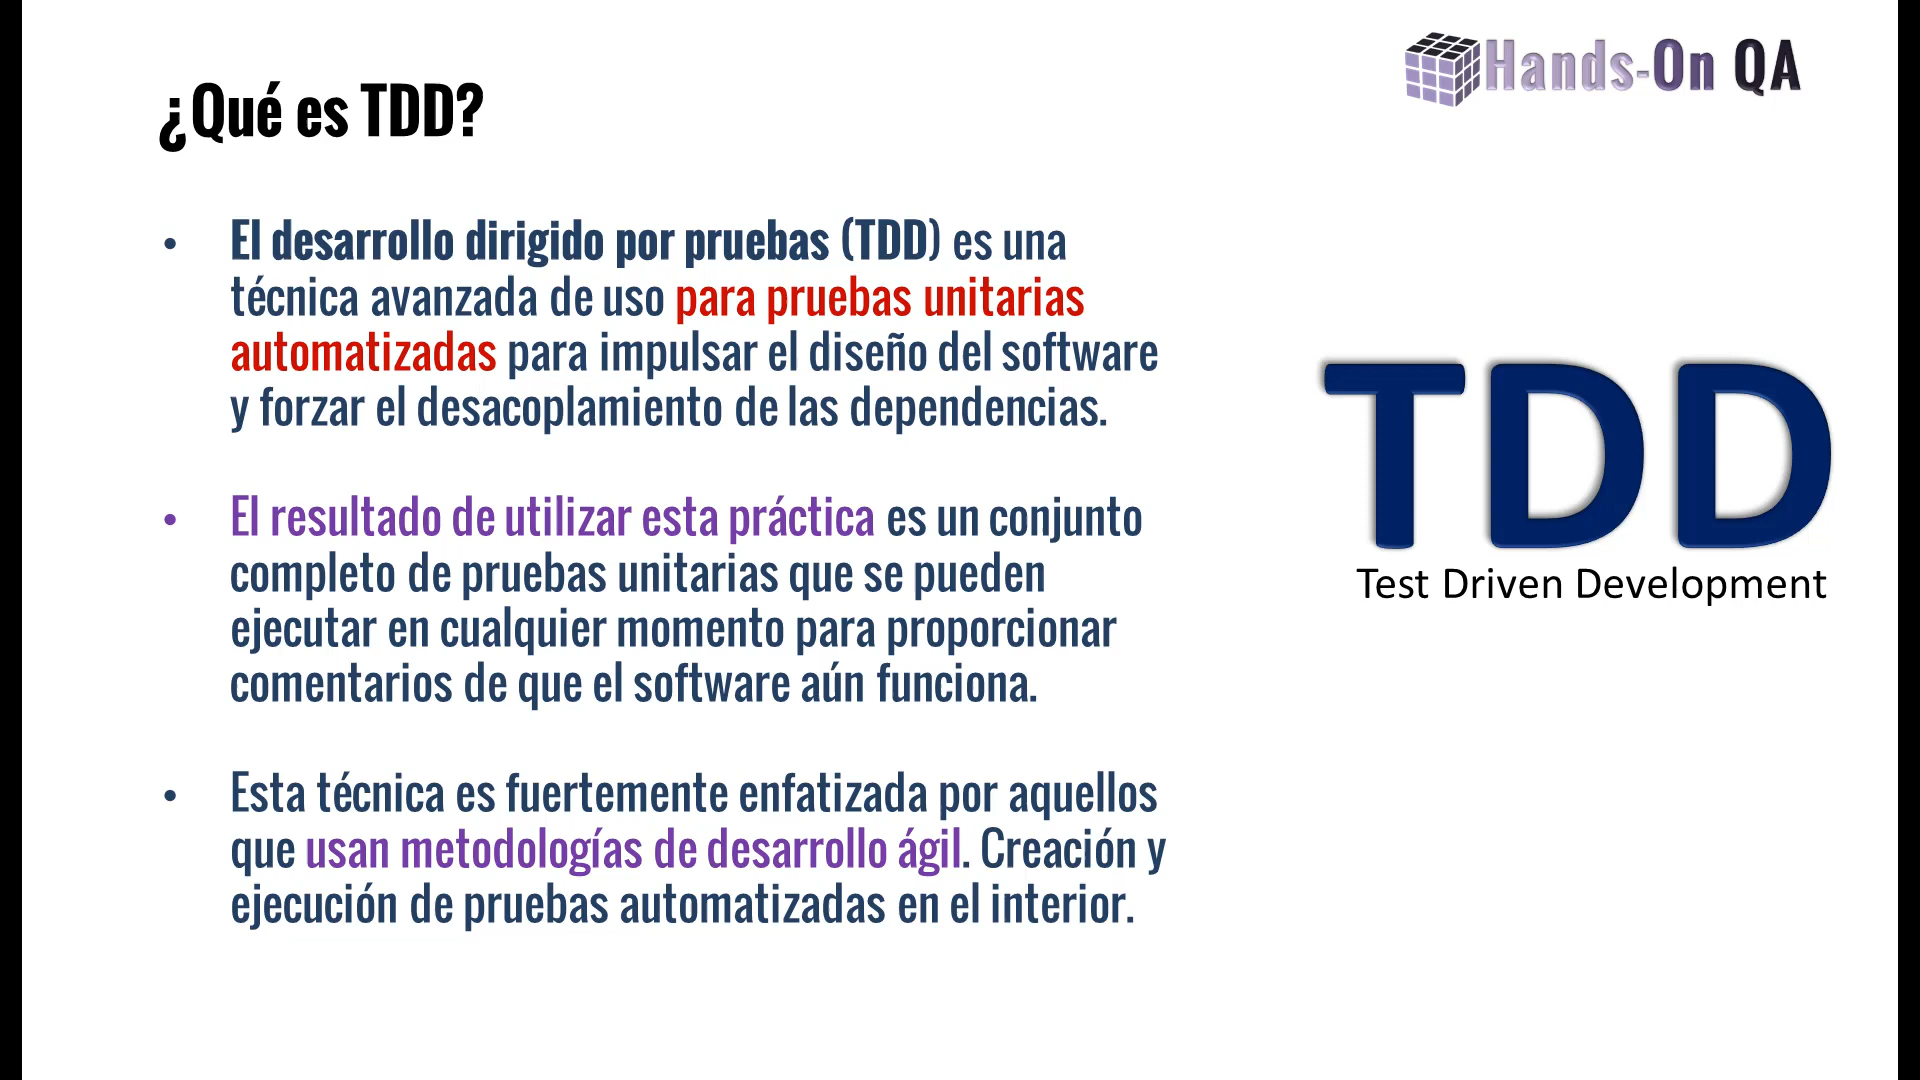 Hands-On QA
¿Qué es TDD?
• El desarrollo dirigido por pruebas (TDD) es una
técnica avanzada de uso para pruebas unitarias
automatizadas para impulsar el diseño del software
y forzar el desacoplamiento de las dependencias.
• El resultado de utilizar esta práctica es un conjunto
completo de pruebas unitarias que se pueden
ejecutar en cualquier momento para proporcionar
comentarios de que el software aún funciona.
• Esta técnica es fuertemente enfatizada por aquellos
que usan metodologías de desarrollo ágil. Creación y
ejecución de pruebas automatizadas en el interior.
TDD
Test Driven Development